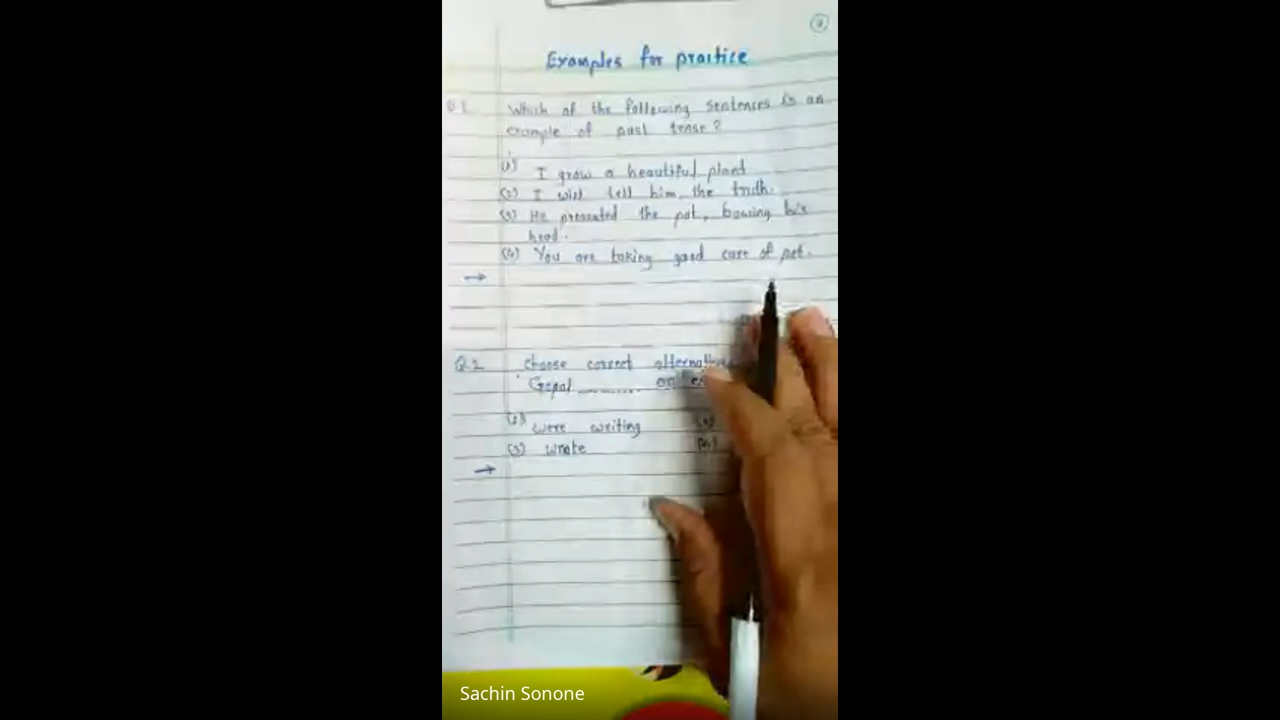 2
Examples for practice
Q.1 Which of the following sentences is an
example of past tense?
(1) I grow a beautiful plant
(2) I will tell him the truth.
(3) He presented the pot, bowing his
head.
(4) You are taking good care of pet.
Q.2 Choose correct
Gopal ..........
(1) were writing
(3) wrote
Sachin Sonone